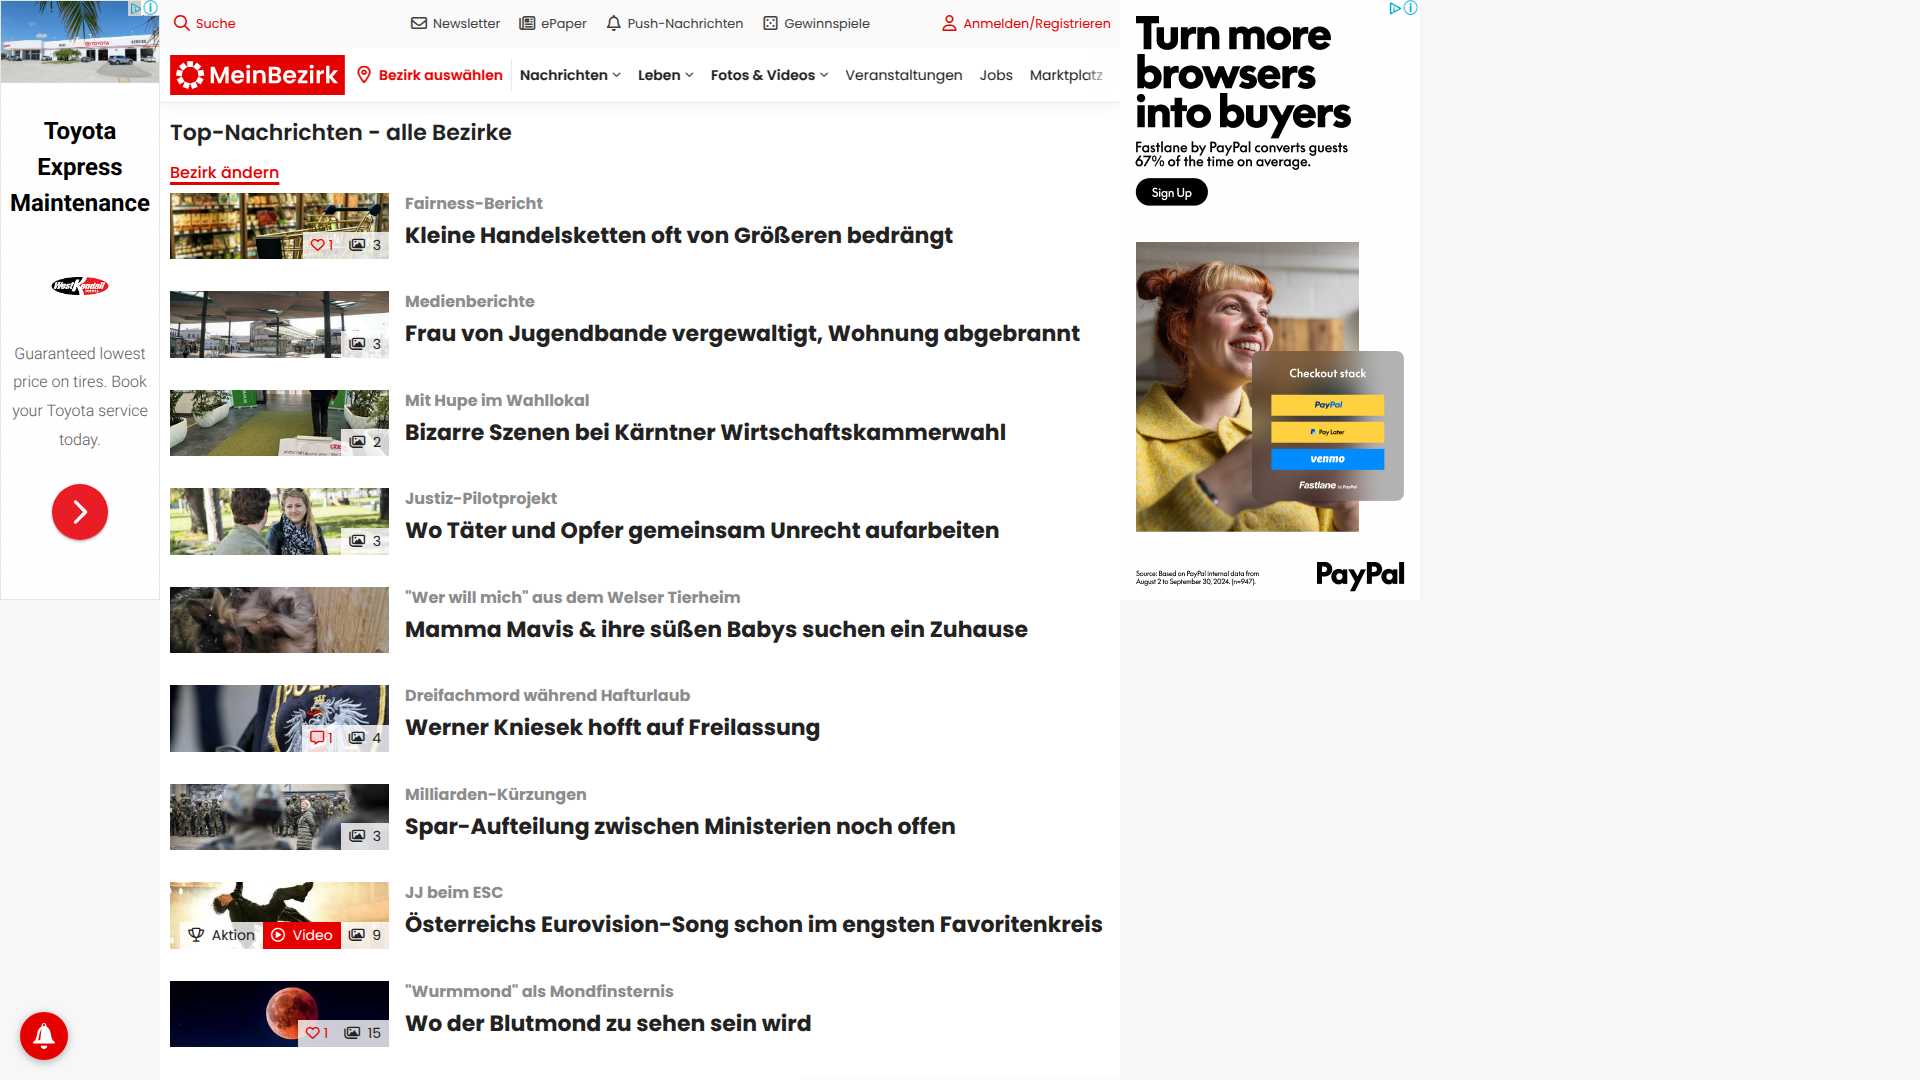 Suche
Newsletter
ePaper
Push-Nachrichten
Gewinnspiele
Anmelden/Registrieren
MeinBezirk
Bezirk auswählen
Nachrichten
Leben
Fotos & Videos
Veranstaltungen
Jobs
Marktplatz
Top-Nachrichten - alle Bezirke
Bezirk ändern
Fairness-Bericht
Kleine Handelsketten oft von Größeren bedrängt
1 3
Medienberichte
Frau von Jugendbande vergewaltigt, Wohnung abgebrannt
3
Mit Hupe im Wahllokal
Bizarre Szenen bei Kärntner Wirtschaftskammerwahl
2
Justiz-Pilotprojekt
Wo Täter und Opfer gemeinsam Unrecht aufarbeiten
3
"Wer will mich" aus dem Welser Tierheim
Mamma Mavis & ihre süßen Babys suchen ein Zuhause
Dreifachmord während Hafturlaub
Werner Kniesek hofft auf Freilassung
1 4
Milliarden-Kürzungen
Spar-Aufteilung zwischen Ministerien noch offen
3
JJ beim ESC
Österreichs Eurovision-Song schon im engsten Favoritenkreis
Aktion Video 9
"Wurmmond" als Mondfinsternis
Wo der Blutmond zu sehen sein wird
1 15
Toyota
Express
Maintenance
West Kendall
Guaranteed lowest
price on tires. Book
your Toyota service
today.
Turn more
browsers
into buyers
Fastlane by PayPal converts guests
67% of the time on average.
Sign Up
Checkout stack
PayPal
Pay Later
venmo
Fastlane by PayPal
Source: Based on PayPal internal data from
August 2 to September 30, 2024. (n=947).
PayPal